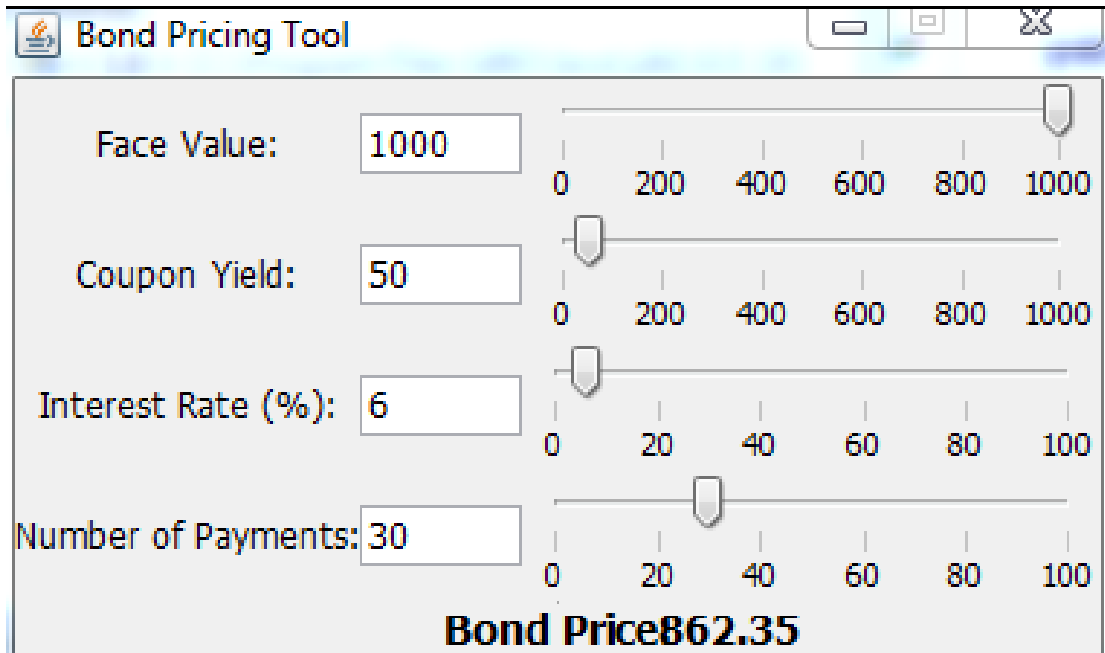 Bond Pricing Tool
Face Value: 1000
0 200 400 600 800 1000
Coupon Yield: 50
0 200 400 600 800 1000
Interest Rate (%): 6
0 20 40 60 80 100
Number of Payments: 30
0 20 40 60 80 100
Bond Price862.35